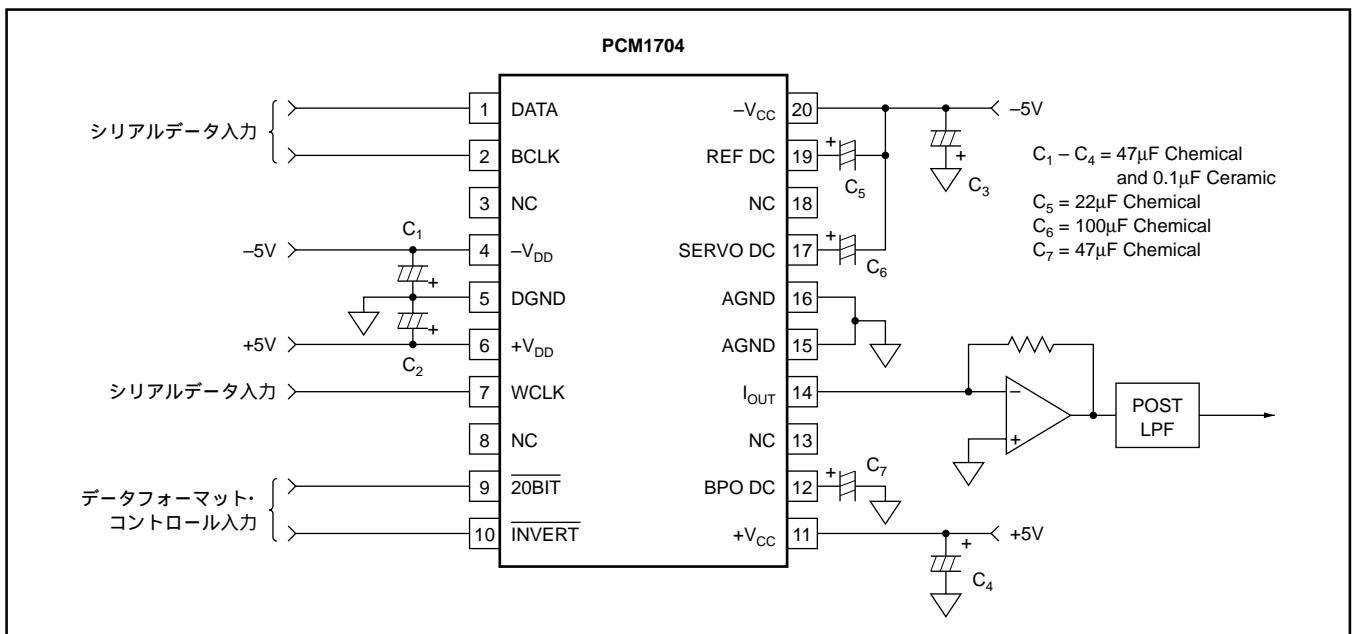 PCM1704
シリアルデータ入力
1 DATA
2 BCLK
3 NC
–5V
C1
4 –VDD
5 DGND
+5V
C2
6 +VDD
シリアルデータ入力
7 WCLK
8 NC
データフォーマット・
コントロール入力
9 20BIT
10 INVERT
–VCC 20
–5V
REF DC 19
+
C5
+
C3
NC 18
SERVO DC 17
+
C6
AGND 16
AGND 15
IOUT 14
NC 13
BPO DC 12
+
C7
+VCC 11
+5V
+
C4
+
+
–
+
POST
LPF
C1 – C4 = 47µF Chemical
and 0.1µF Ceramic
C5 = 22µF Chemical
C6 = 100µF Chemical
C7 = 47µF Chemical